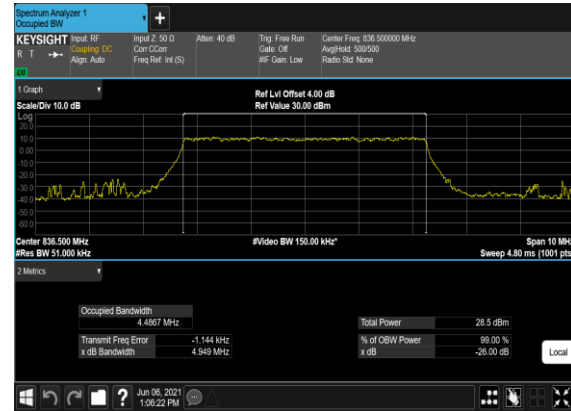 Spectrum Analyzer 1
Occupied BW
KEYSIGHT Input: RF Input Z: 50 Ω Atten: 40 dB Trig: Free Run Center Freq: 836.500000 MHz
R T Coupling: DC Corr CCorr Gate: Off Avg|Hold: 500/500
Align: Auto Freq Ref: Int (S) #IF Gain: Low Radio Std: None
1 Graph
Ref Lvl Offset 4.00 dB
Scale/Div 10.0 dB Ref Value 30.00 dBm
Log
20.0
10.0
0.00
-10.0
-20.0
-30.0
-40.0
-50.0
-60.0
Center 836.500 MHz #Video BW 150.00 kHz* Span 10 MHz
#Res BW 51.000 kHz Sweep 4.80 ms (1001 pts
2 Metrics
Occupied Bandwidth
4.4867 MHz Total Power 28.5 dBm
Transmit Freq Error -1.144 kHz % of OBW Power 99.00 %
x dB Bandwidth 4.949 MHz x dB -26.00 dB
Local
? Jun 06, 2021
1:06:22 PM